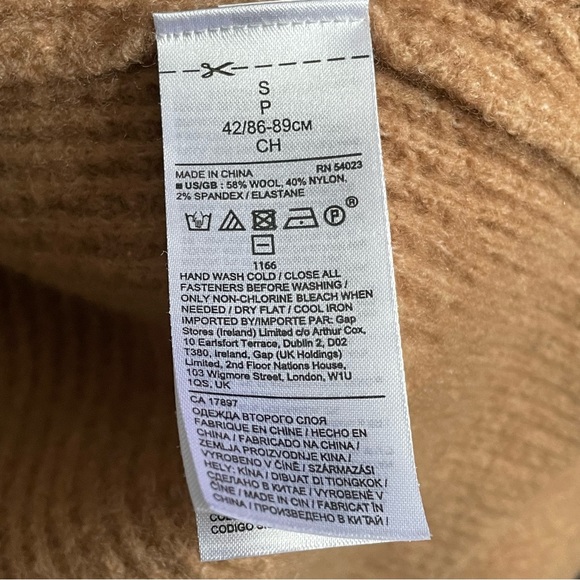 S
P
42/86-89см
CH
MADE IN CHINA RN 54023
■ US/GB : 58% WOOL, 40% NYLON,
2% SPANDEX / ELASTANE
P®
1166
HAND WASH COLD / CLOSE ALL
FASTENERS BEFORE WASHING /
ONLY NON-CHLORINE BLEACH WHEN
NEEDED / DRY FLAT / COOL IRON
IMPORTED BY/IMPORTE PAR: Gap
Stores (Ireland) Limited c/o Arthur Cox,
10 Earlsfort Terrace, Dublin 2, D02
T380, Ireland, Gap (UK Holdings)
Limited, 2nd Floor Nations House,
103 Wigmore Street, London, W1U
1QS, UK
CA 17897
ОДЕЖДА ВТОРОГО СЛОЯ
FABRIQUE EN CHINE / HECHO EN
CHINA / FABRICADO NA CHINA /
ZEMLJA PROIZVODNJE KINA /
VYROBENO V ČÍNĚ / SZÁRMAZÁSI
HELY: KÍNA / DIBUAT DI TIONGKOK /
СДЕЛАНО В КИТАЕ / VYROBENÉ V
ČÍNE / MADE IN CIN / FABRICAT ÎN
CHINA / ПРОИЗВЕДЕНО В КИТАЙ /
CODIGO